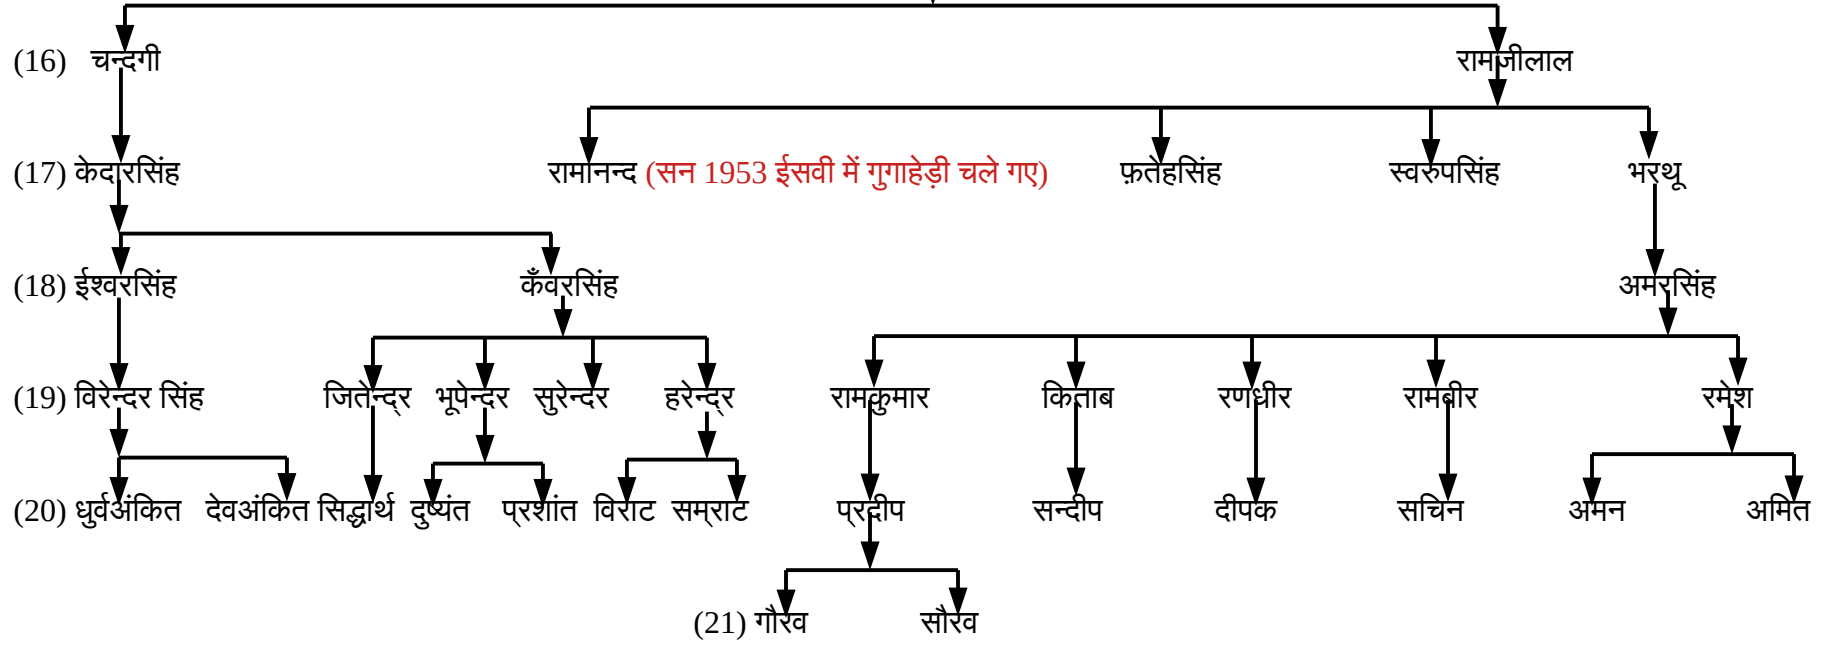 (16) चन्दगी रामजीलाल
(17) केदारसिंह रामानन्द (सन 1953 ईसवी में गुगाहेड़ी चले गए) फ़तेहसिंह स्वरुपसिंह भरथू
(18) ईश्वरसिंह कँवरसिंह अमरसिंह
(19) विरेन्दर सिंह जितेन्द्र भूपेन्दर सुरेन्दर हरेन्द्र रामकुमार किताब रणधीर रामबीर रमेश
(20) धुर्वअंकित देवअंकित सिद्धार्थ दुष्यंत प्रशांत विराट सम्राट प्रदीप सन्दीप दीपक सचिन अमन अमित
(21) गौरव सौरव